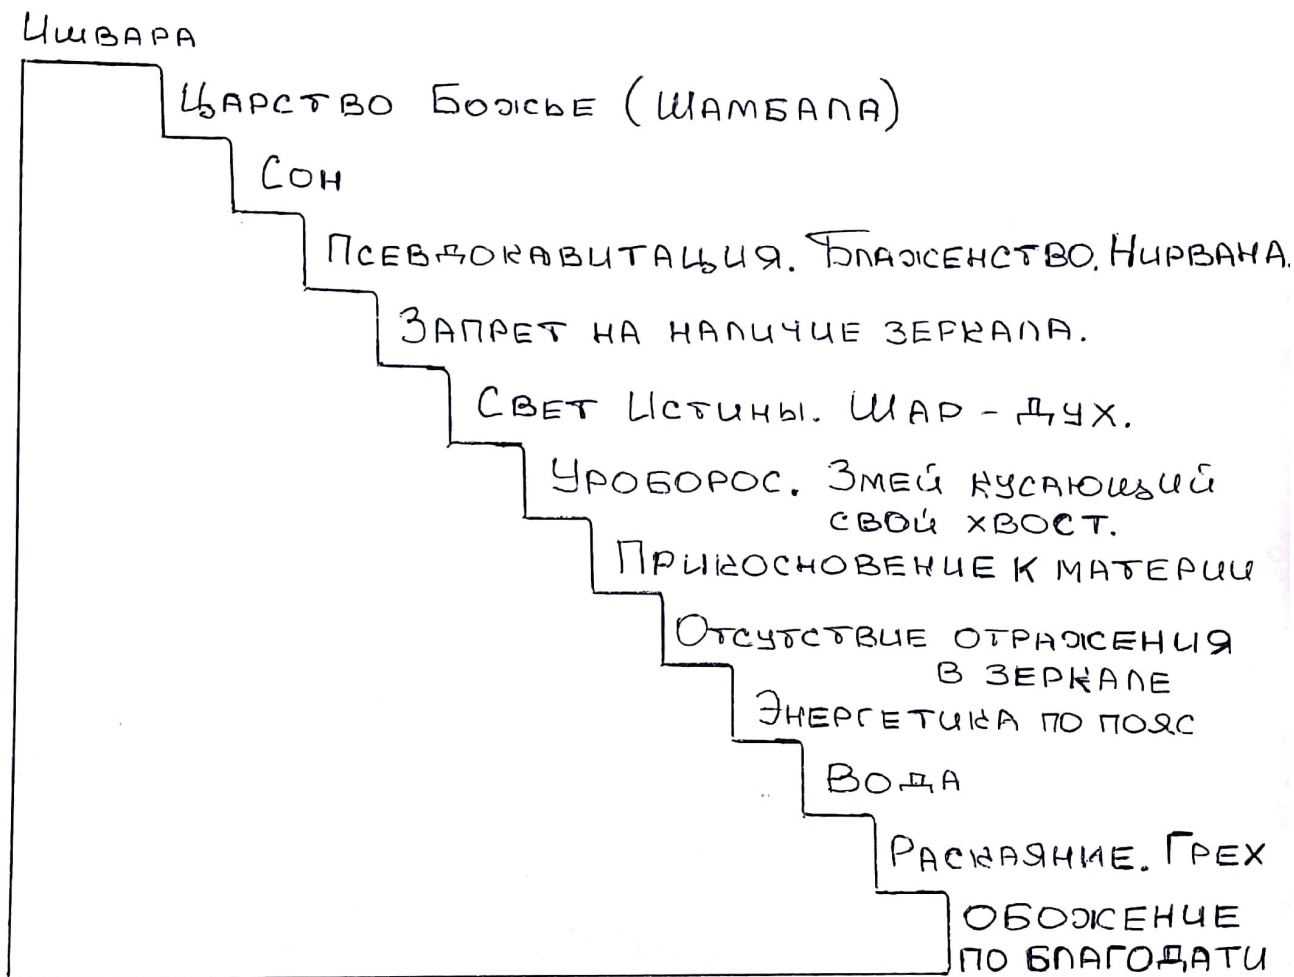 Ишвара
Царство Божье (Шамбала)
Сон
Псевдокавитация. Блаженство. Нирвана.
Запрет на наличие зеркала.
Свет Истины. Шар - дух.
Уроборос. Змей кусающий
свой хвост.
Прикосновение к материи
Отсутствие отражения
в зеркале
Энергетика по пояс
Вода
Раскаяние. Грех
обожение
по благодати